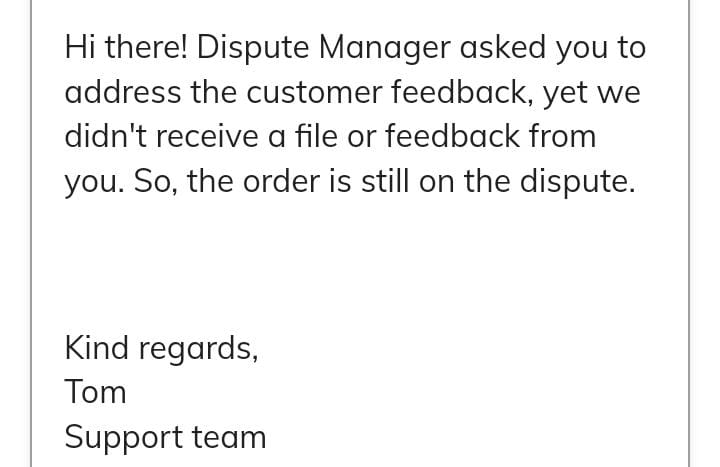 Hi there! Dispute Manager asked you to
address the customer feedback, yet we
didn't receive a file or feedback from
you. So, the order is still on the dispute.
Kind regards,
Tom
Support team